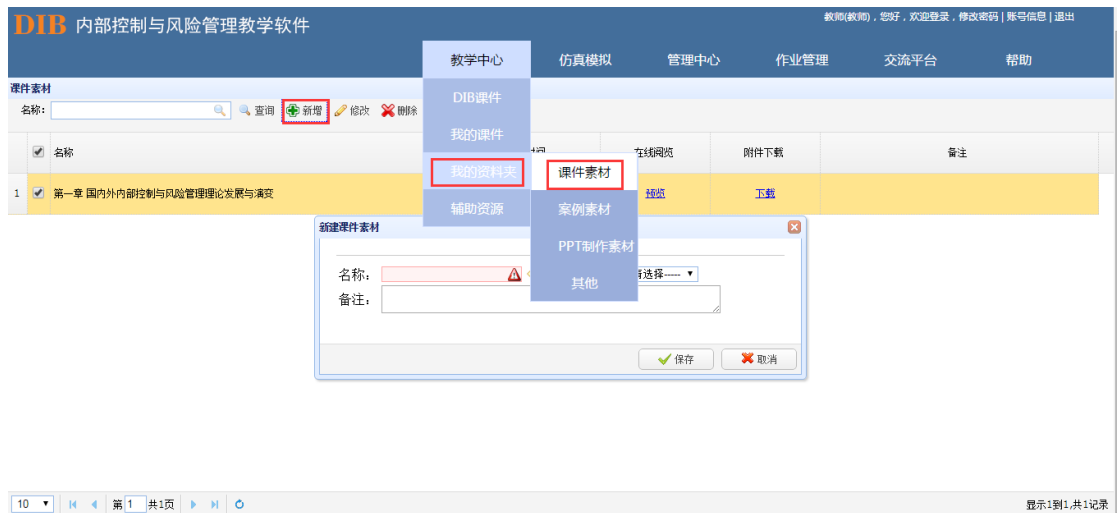 DIB 内部控制与风险管理教学软件
教师(教师)，您好，欢迎登录，修改密码 | 账号信息 | 退出
教学中心 仿真模拟 管理中心 作业管理 交流平台 帮助
课件素材
DIB课件
名称: 查询 新增 修改 删除
我的课件
名称 在线阅览 附件下载 备注
我的资料夹 课件素材
1 第一章 国内外内部控制与风险管理理论发展与演变 预览 下载
辅助资源 案例素材
新建课件素材
PPT制作素材
名称: 选择-----
其他
备注:
保存 取消
10 第 1 共1页 显示1到1,共1记录